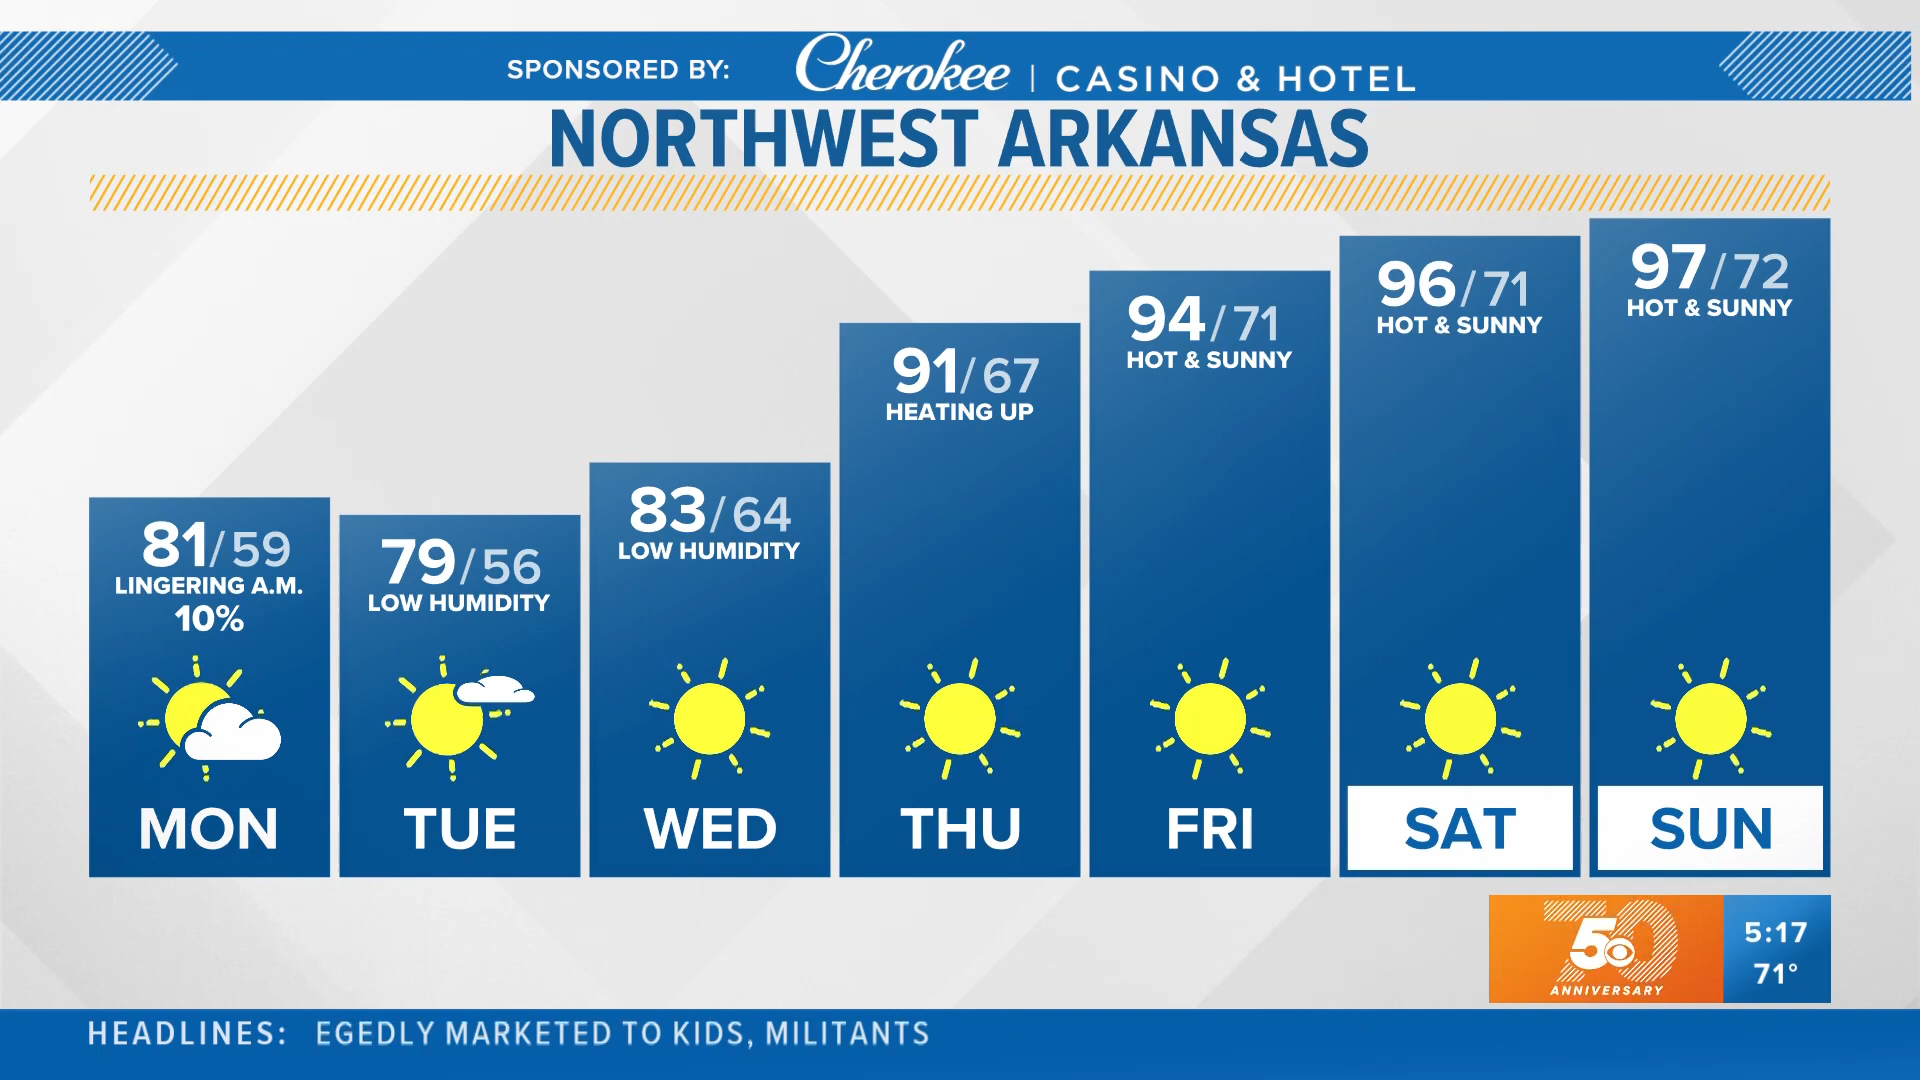 SPONSORED BY: Cherokee | CASINO & HOTEL
NORTHWEST ARKANSAS
81/59
LINGERING A.M.
10%
MON
79/56
LOW HUMIDITY
TUE
83/64
LOW HUMIDITY
WED
91/67
HEATING UP
THU
94/71
HOT & SUNNY
FRI
96/71
HOT & SUNNY
SAT
97/72
HOT & SUNNY
SUN
70
5
ANNIVERSARY
5:17
71°
HEADLINES: EGEDLY MARKETED TO KIDS, MILITANTS